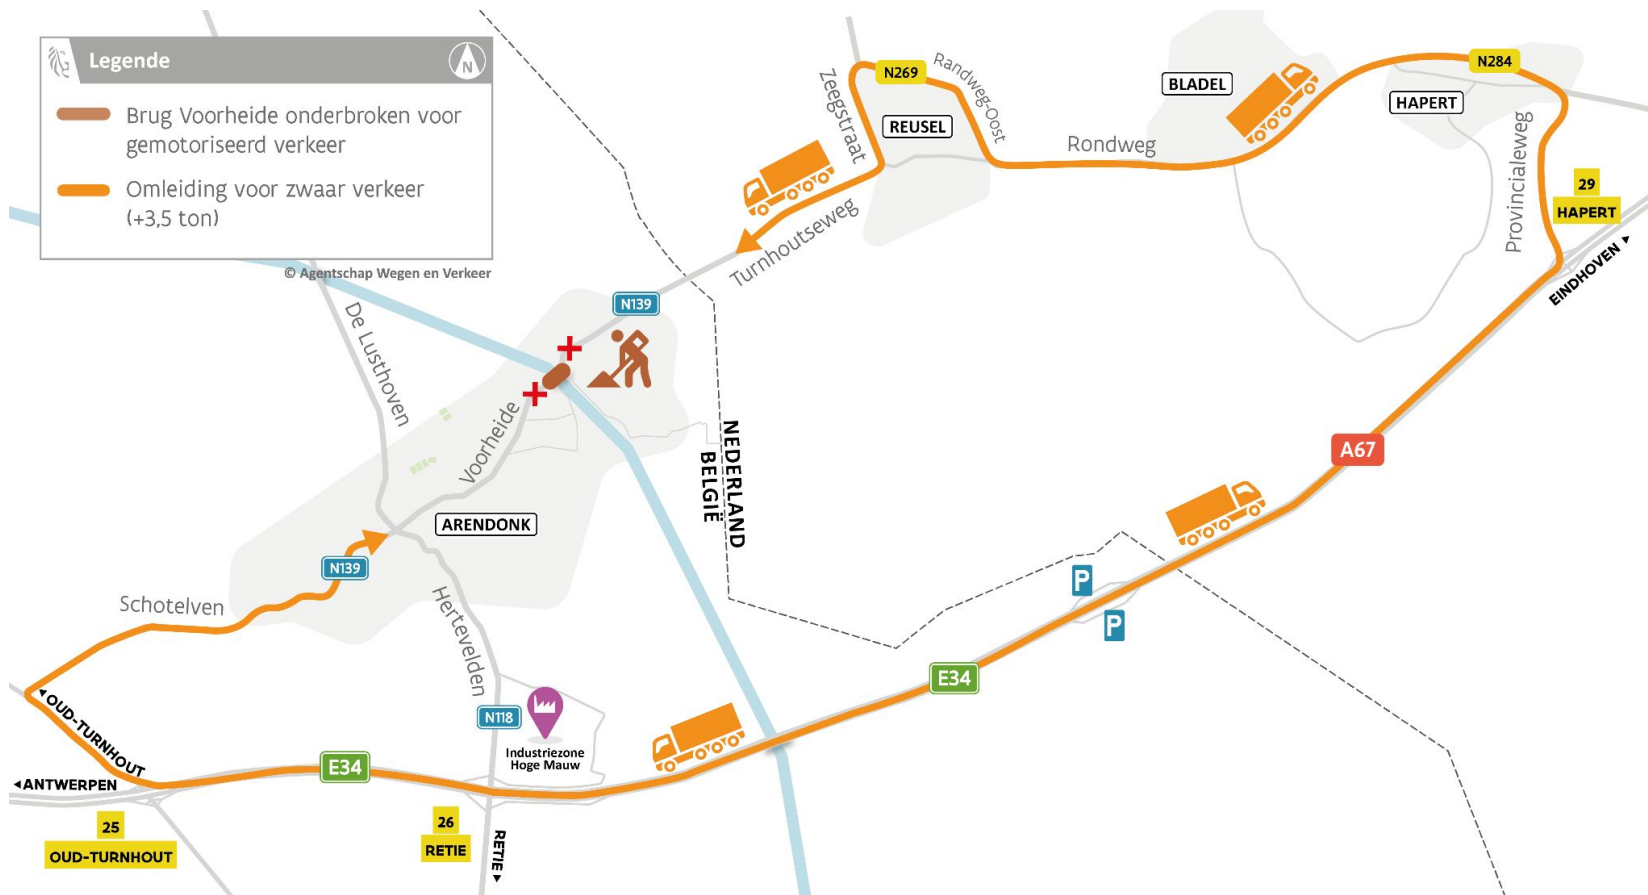 Legende
N
Brug Voorheide onderbroken voor
gemotoriseerd verkeer
Omleiding voor zwaar verkeer
(+3,5 ton)
© Agentschap Wegen en Verkeer
N269
Randweg-Oost
Zeegstraat
REUSEL
BLADEL
N284
HAPERT
Rondweg
Provincialeweg
29
HAPERT
EINDHOVEN
Turnhoutseweg
N139
De Lusthoven
Voorheide
NEDERLAND
BELGIË
A67
ARENDONK
N139
Schotelven
Hertevelden
P
P
E34
OUD-TURNHOUT
N118
Industriezone
Hoge Mauw
E34
ANTWERPEN
25
OUD-TURNHOUT
26
RETIE
RETIE